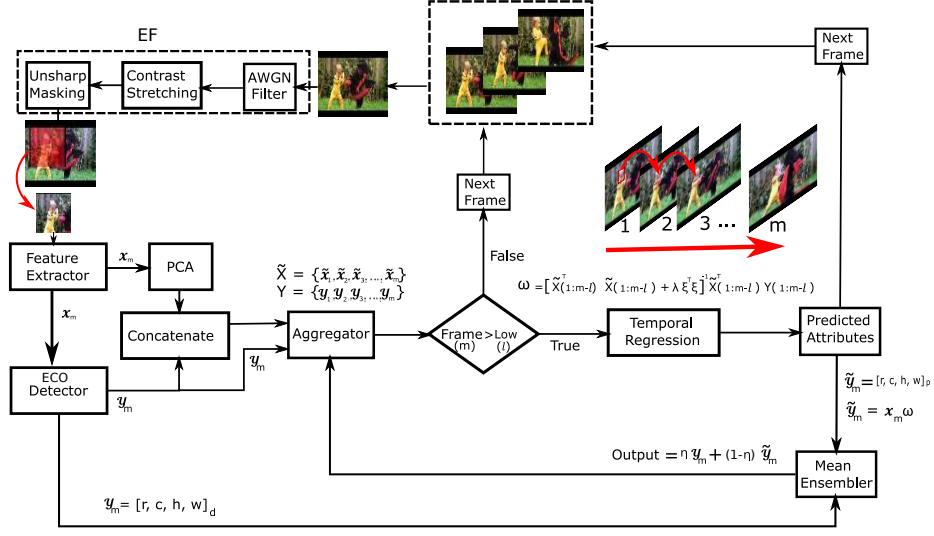 EF
Unsharp
Masking
Contrast
Stretching
AWGN
Filter
Next
Frame
Next
Frame
1 2 3 ... m
Feature
Extractor
x_m
PCA
x_m
Concatenate
ECO
Detector
y_m
y_m
X̃ = {x̃_1, x̃_2, x̃_3, ..., x̃_m}
Y = {y_1, y_2, y_3, ..., y_m}
Aggregator
False
Frame > Low
(m) (l)
True
ω = [X̃^T(1:m-l) X̃(1:m-l) + λ ξ^T ξ]^-1 X̃^T(1:m-l) Y(1:m-l)
Temporal
Regression
Predicted
Attributes
ỹ_m = [r, c, h, w]_p
ỹ_m = x_m ω
Output = η y_m + (1-η) ỹ_m
Mean
Ensembler
y_m = [r, c, h, w]_d